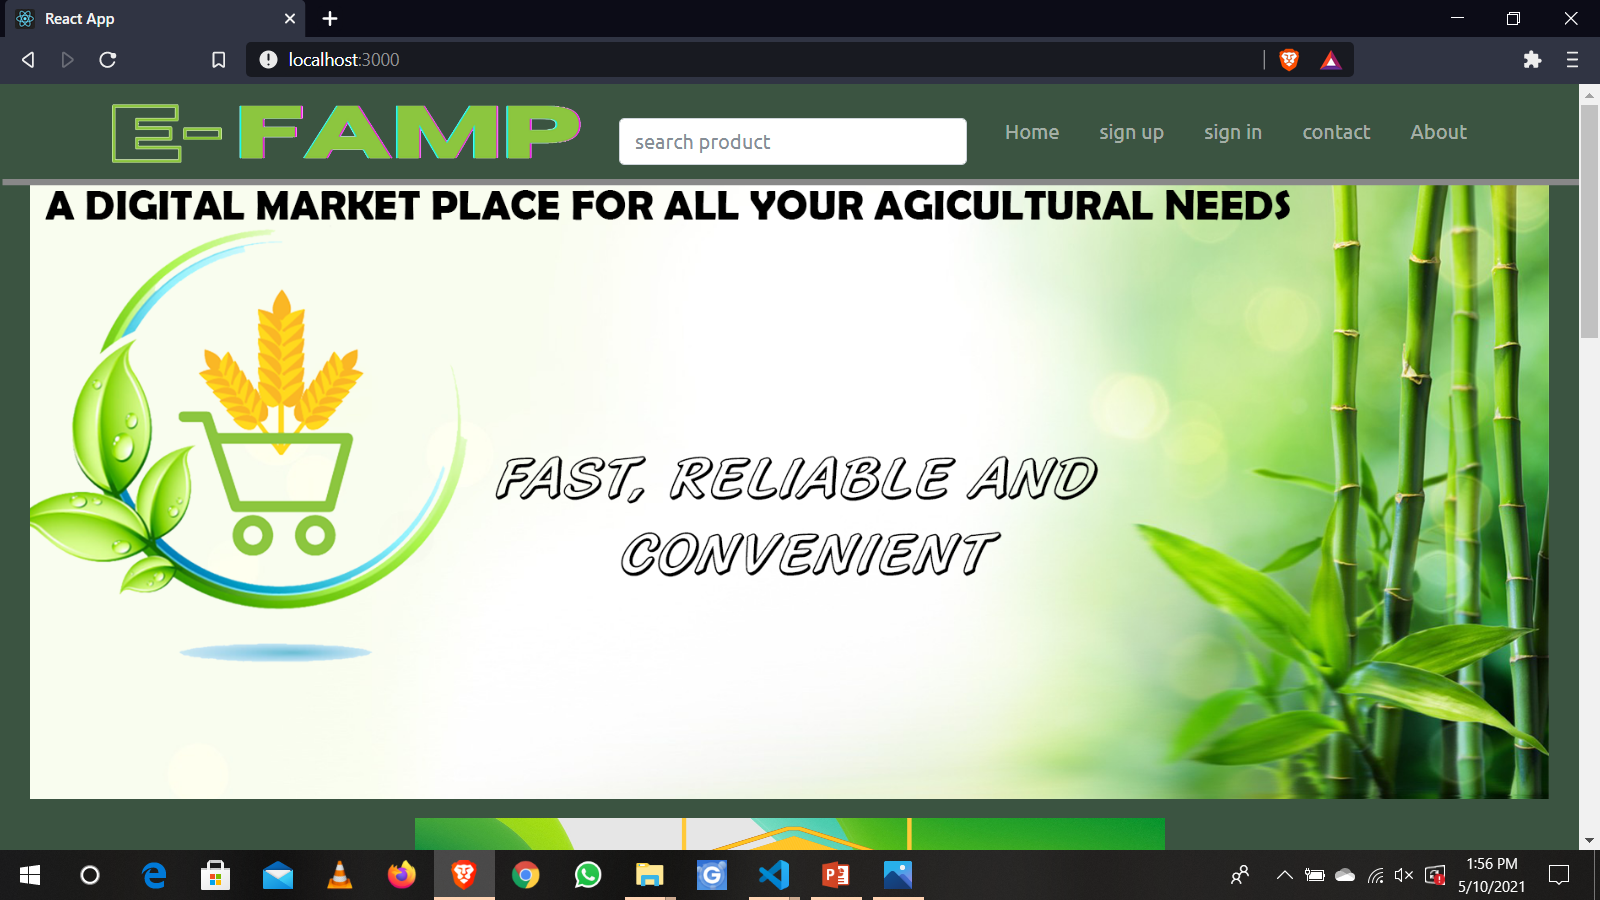 React App
localhost:3000
E-FAMP
search product
Home sign up sign in contact About
A DIGITAL MARKET PLACE FOR ALL YOUR AGICULTURAL NEEDS
FAST, RELIABLE AND
CONVENIENT
1:56 PM
5/10/2021